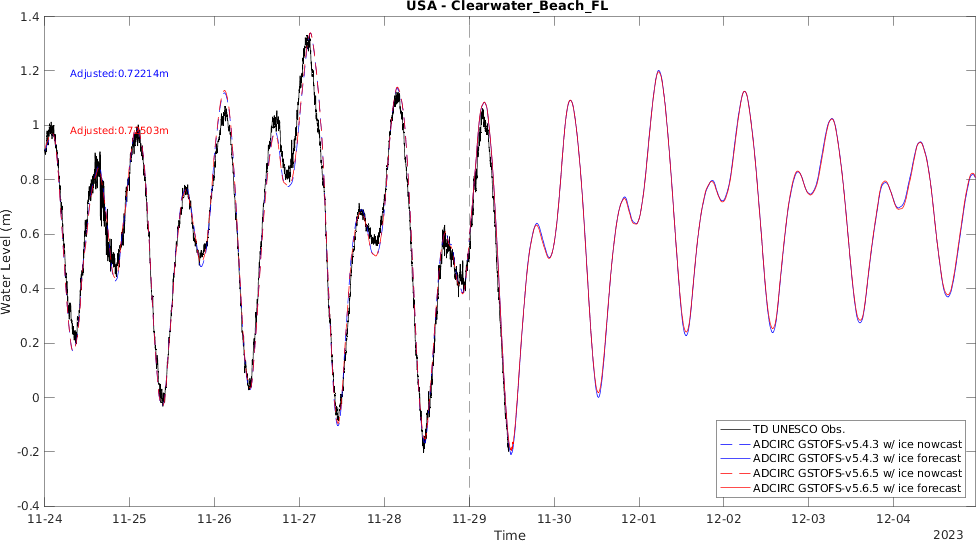 USA - Clearwater_Beach_FL
1.4
1.2
1
0.8
0.6
0.4
0.2
0
-0.2
-0.4
Water Level (m)
Adjusted:0.72214m
TD UNESCO Obs.
ADCIRC GSTOFS-v5.4.3 w/ ice nowcast
ADCIRC GSTOFS-v5.4.3 w/ ice forecast
ADCIRC GSTOFS-v5.6.5 w/ ice nowcast
ADCIRC GSTOFS-v5.6.5 w/ ice forecast
11-24 11-25 11-26 11-27 11-28 11-29 11-30 12-01 12-02 12-03 12-04
Time
2023